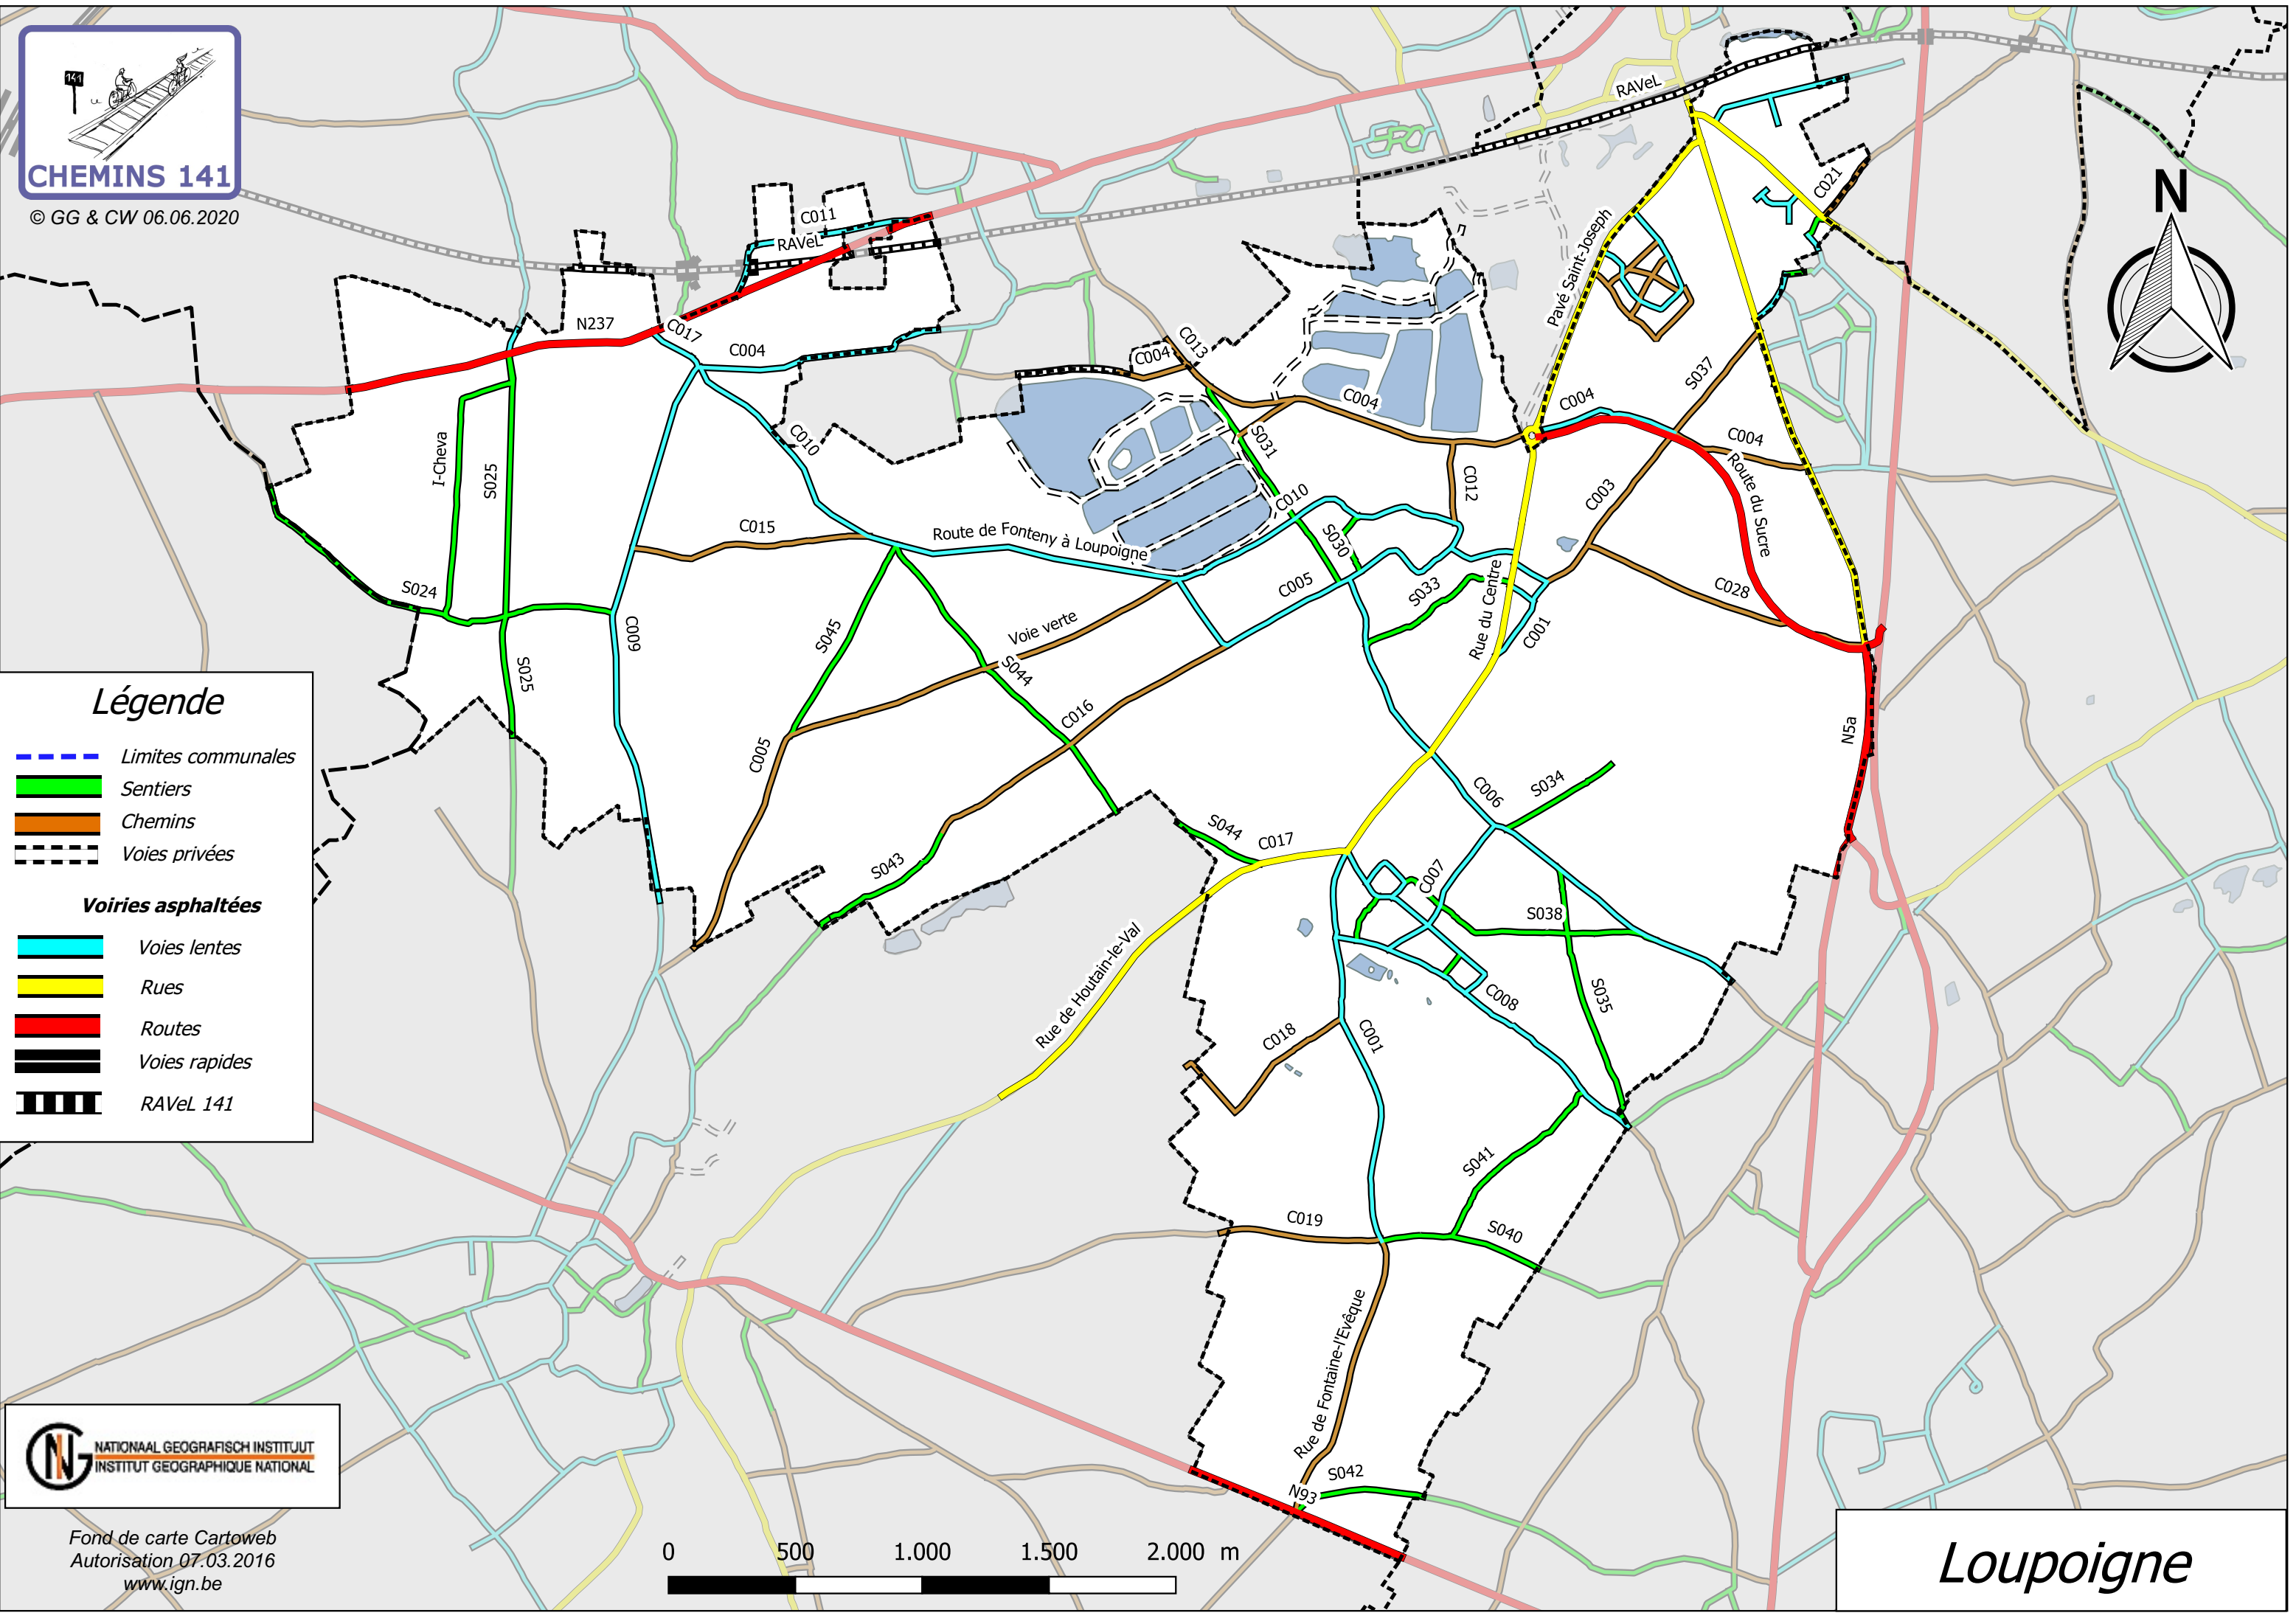 141
CHEMINS 141
© GG & CW 06.06.2020
RAVeL
C021
N
C011
RAVeL
Pavé Saint-Joseph
N237
C017
C004
C013
C004
S037
C004
C004
C004
I-Cheva
S025
C010
S031
C012
C003
Route du Sucre
C010
C015
Route de Fonteny à Loupoigne
S030
S024
C005
S033
C028
C009
S045
Voie verte
Rue du Centre
C001
S025
S044
C016
N5a
C005
C006
S034
S044
C017
S043
C007
S038
Rue de Houtain-le-Val
C008
S035
C018
C001
S041
C019
S040
Rue de Fontaine-l'Evêque
S042
N93
Légende
Limites communales
Sentiers
Chemins
Voies privées
Voiries asphaltées
Voies lentes
Rues
Routes
Voies rapides
RAVeL 141
NGI
NATIONAAL GEOGRAFISCH INSTITUUT
INSTITUT GEOGRAPHIQUE NATIONAL
Fond de carte Cartoweb
Autorisation 07.03.2016
www.ign.be
0 500 1.000 1.500 2.000 m
Loupoigne